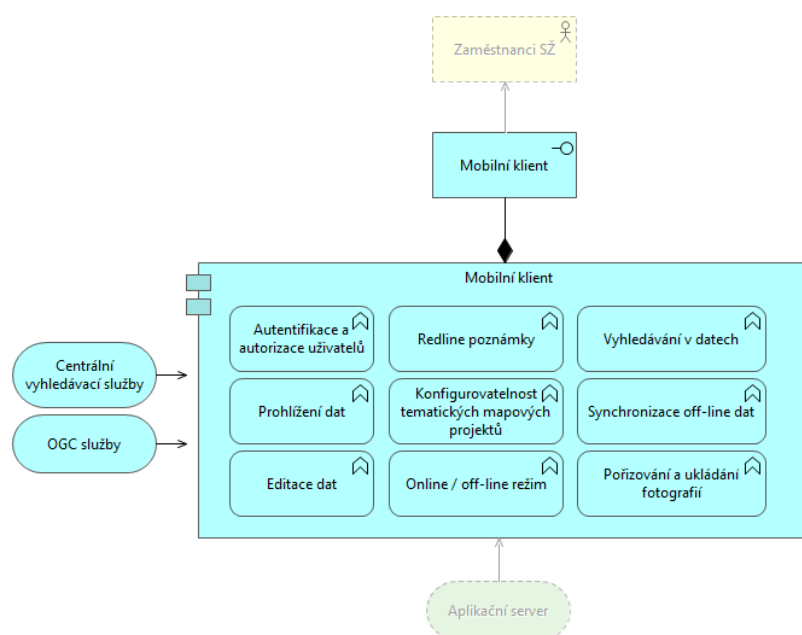 Zaměstnanci SŽ
Mobilní klient
Mobilní klient
Autentifikace a
autorizace uživatelů
Redline poznámky
Vyhledávání v datech
Centrální
vyhledávací služby
Prohlížení dat
Konfigurovatelnost
tematických mapových
projektů
Synchronizace off-line dat
OGC služby
Editace dat
Online / off-line režim
Pořizování a ukládání
fotografií
Aplikační server